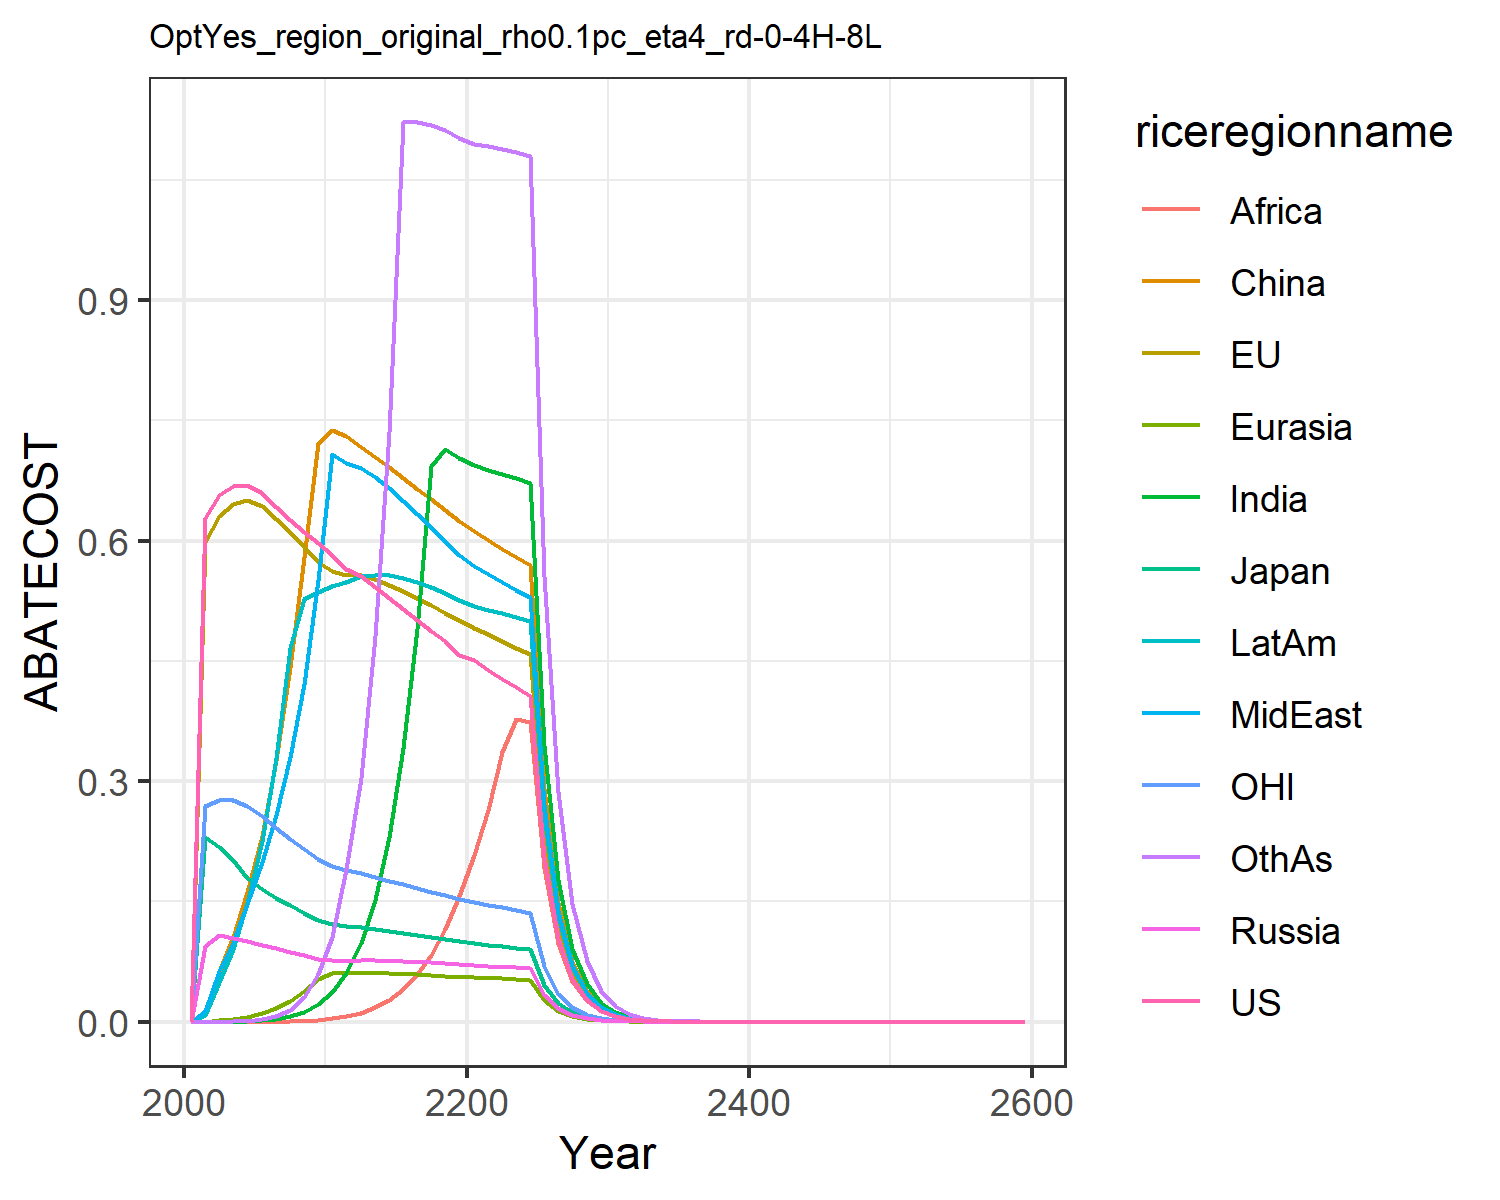 OptYes_region_original_rho0.1pc_eta4_rd-0-4H-8L
ABATECOST
0.9
0.6
0.3
0.0
2000
2200
2400
2600
Year
riceregionname
Africa
China
EU
Eurasia
India
Japan
LatAm
MidEast
OHI
OthAs
Russia
US